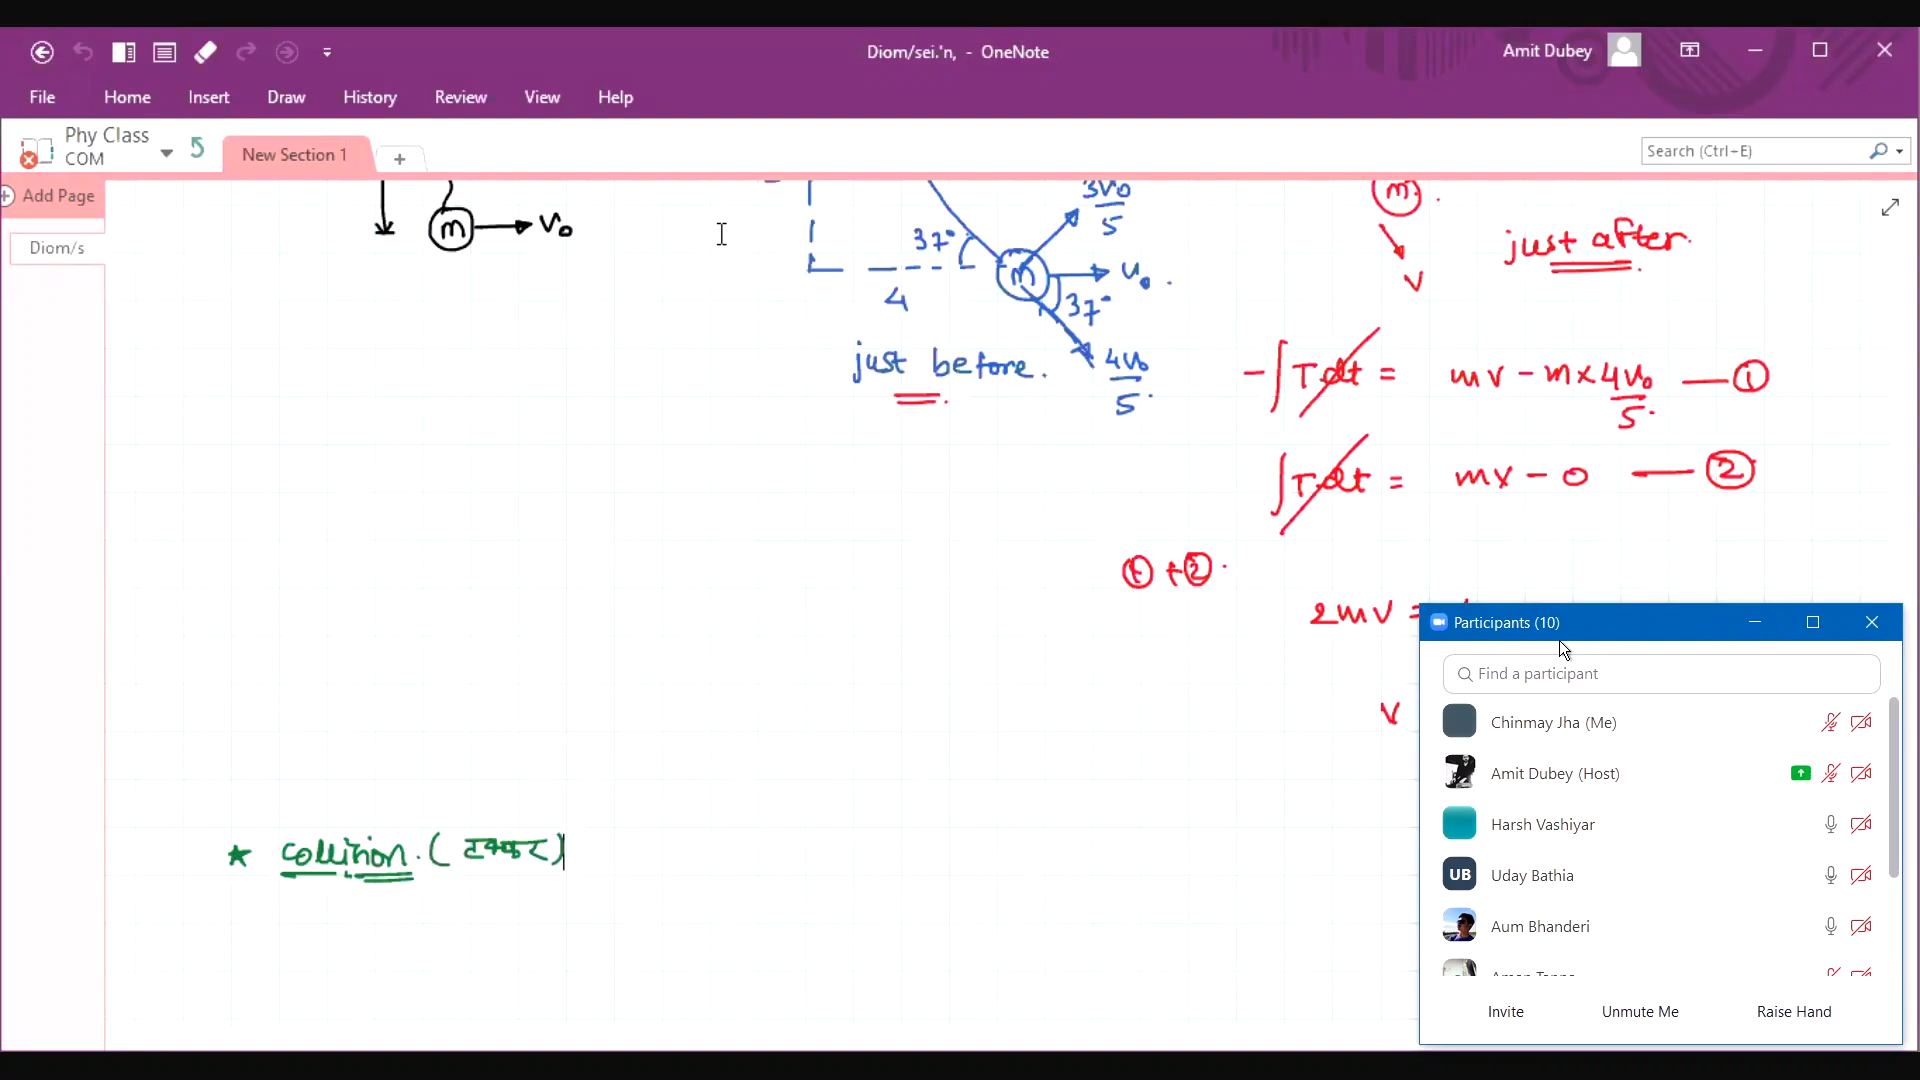 Diom/sei.'n, - OneNote
Amit Dubey
File Home Insert Draw History Review View Help
Phy Class
COM
New Section 1
+
Search (Ctrl+E)
Add Page
Diom/s
m → v₀
3v₀/5
37°
m
v₀.
37°
4
4v₀/5.
just before.
m.
v
just after.
-∫Tdt = mv - m×4v₀/5. — ①
∫Tdt = mv - 0 — ②
① + ②.
2mv =
v
★ collision. (टक्कर)
Participants (10)
Find a participant
Chinmay Jha (Me)
Amit Dubey (Host)
Harsh Vashiyar
UB Uday Bathia
Aum Bhanderi
Invite Unmute Me Raise Hand